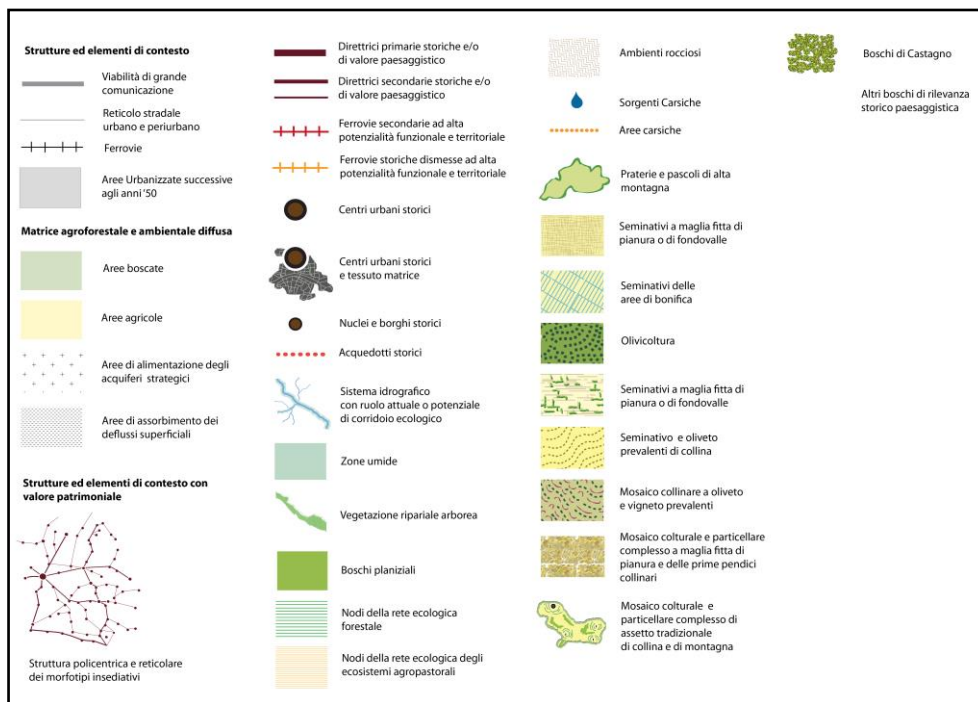 Strutture ed elementi di contesto
Viabilità di grande
comunicazione
Reticolo stradale
urbano e periurbano
Ferrovie
Aree Urbanizzate successive
agli anni '50
Matrice agroforestale e ambientale diffusa
Aree boscate
Aree agricole
Aree di alimentazione degli
acquiferi strategici
Aree di assorbimento dei
deflussi superficiali
Strutture ed elementi di contesto con
valore patrimoniale
Struttura policentrica e reticolare
dei morfotipi insediativi
Direttrici primarie storiche e/o
di valore paesaggistico
Direttrici secondarie storiche e/o
di valore paesaggistico
Ferrovie secondarie ad alta
potenzialità funzionale e territoriale
Ferrovie storiche dismesse ad alta
potenzialità funzionale e territoriale
Centri urbani storici
Centri urbani storici
e tessuto matrice
Nuclei e borghi storici
Acquedotti storici
Sistema idrografico
con ruolo attuale o potenziale
di corridoio ecologico
Zone umide
Vegetazione ripariale arborea
Boschi planiziali
Nodi della rete ecologica
forestale
Nodi della rete ecologica degli
ecosistemi agropastorali
Ambienti rocciosi
Sorgenti Carsiche
Aree carsiche
Praterie e pascoli di alta
montagna
Seminativi a maglia fitta di
pianura o di fondovalle
Seminativi delle
aree di bonifica
Olivicoltura
Seminativi a maglia fitta di
pianura o di fondovalle
Seminativo e oliveto
prevalenti di collina
Mosaico collinare a oliveto
e vigneto prevalenti
Mosaico colturale e particellare
complesso a maglia fitta di
pianura e delle prime pendici
collinari
Mosaico colturale e
particellare complesso di
assetto tradizionale
di collina e di montagna
Boschi di Castagno
Altri boschi di rilevanza
storico paesaggistica